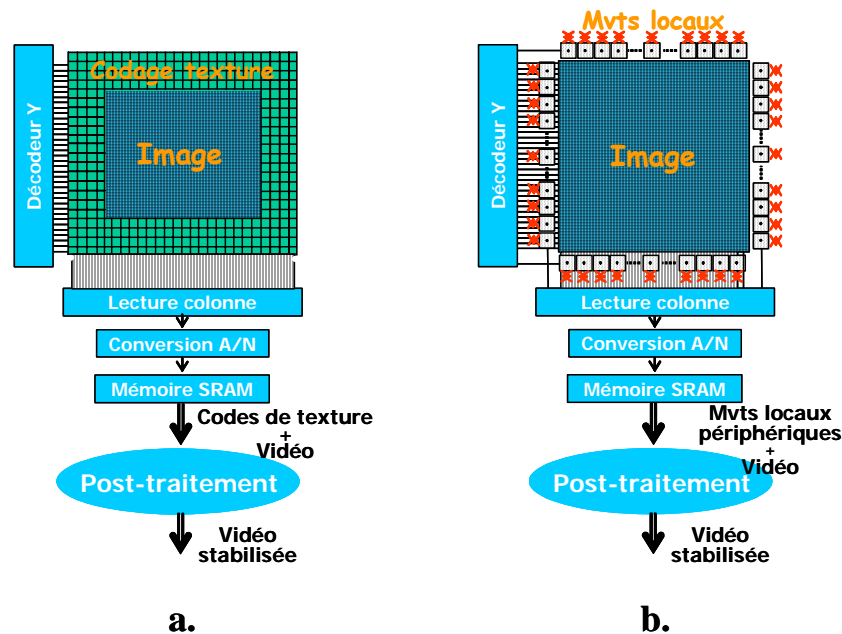 Codage texture
Image
Décodeur Y
Lecture colonne
Conversion A/N
Mémoire SRAM
Codes de texture
+
Vidéo
Post-traitement
Vidéo
stabilisée
a.
Mvts locaux
Image
Décodeur Y
Lecture colonne
Conversion A/N
Mémoire SRAM
Mvts locaux
périphériques
+
Vidéo
Post-traitement
Vidéo
stabilisée
b.